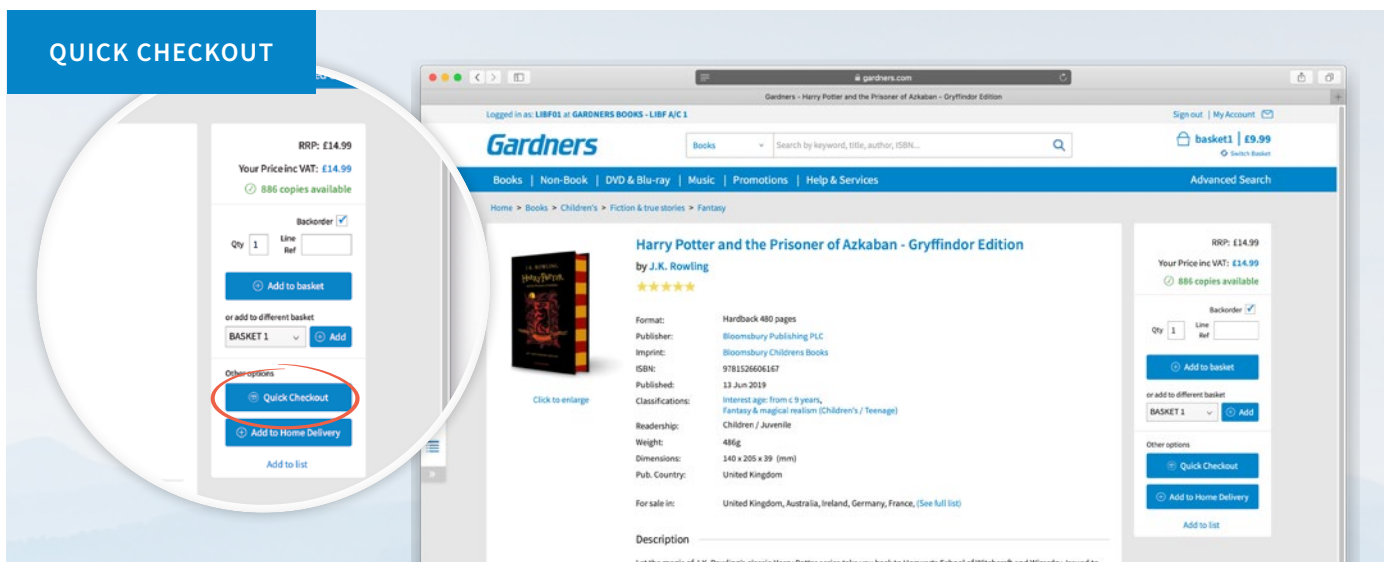 QUICK CHECKOUT
RRP: £14.99
Your Price inc VAT: £14.99
886 copies available
Backorder
Qty 1 Line Ref
Add to basket
or add to different basket
BASKET 1 Add
Other options
Quick Checkout
Add to Home Delivery
Add to list
gardners.com
Gardners - Harry Potter and the Prisoner of Azkaban - Gryffindor Edition
Logged in as: LIBF01 at GARDNERS BOOKS - LIBF A/C 1
Sign out | My Account
Gardners
Books
Search by keyword, title, author, ISBN...
basket1 | £9.99
Switch Basket
Books | Non-Book | DVD & Blu-ray | Music | Promotions | Help & Services
Advanced Search
Home > Books > Children's > Fiction & true stories > Fantasy
J.K. ROWLING
Harry Potter
Click to enlarge
Harry Potter and the Prisoner of Azkaban - Gryffindor Edition
by J.K. Rowling
Format: Hardback 480 pages
Publisher: Bloomsbury Publishing PLC
Imprint: Bloomsbury Childrens Books
ISBN: 9781526606167
Published: 13 Jun 2019
Classifications: Interest age: from c 9 years,
Fantasy & magical realism (Children's / Teenage)
Readership: Children / Juvenile
Weight: 486g
Dimensions: 140 x 205 x 39 (mm)
Pub. Country: United Kingdom
For sale in: United Kingdom, Australia, Ireland, Germany, France, (See full list)
Description
RRP: £14.99
Your Price inc VAT: £14.99
886 copies available
Backorder
Qty 1 Line Ref
Add to basket
or add to different basket
BASKET 1 Add
Other options
Quick Checkout
Add to Home Delivery
Add to list